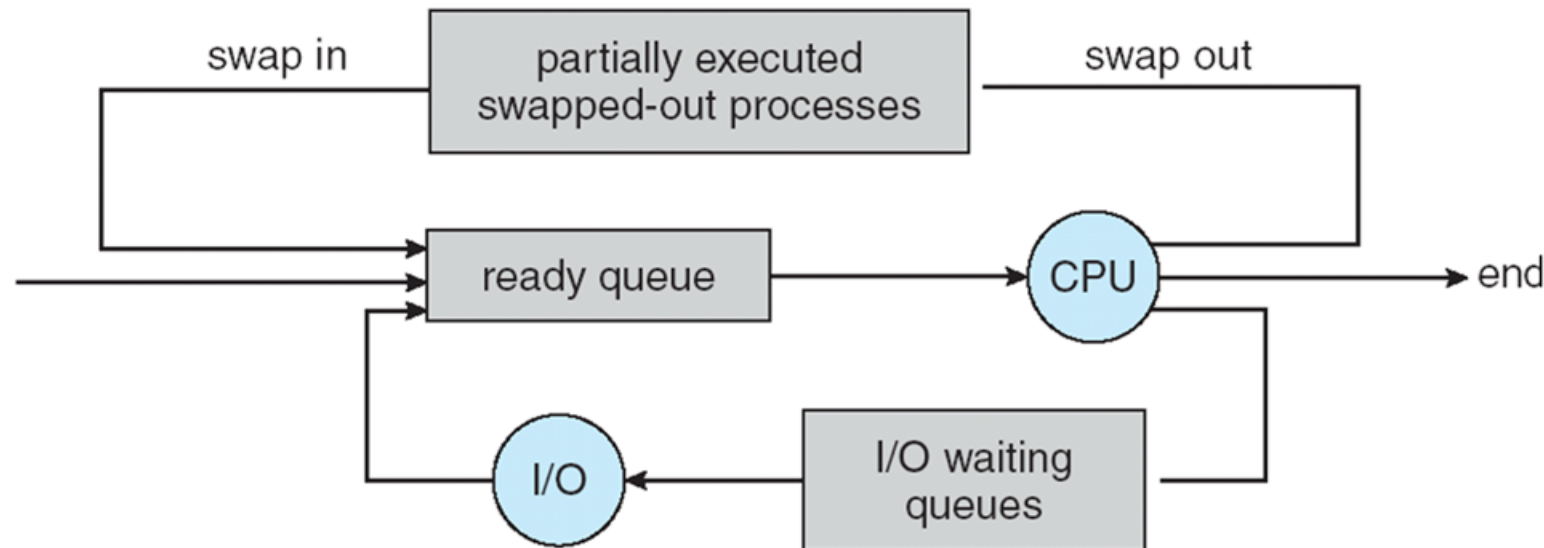 swap in
partially executed
swapped-out processes
swap out
ready queue
CPU
end
I/O
I/O waiting
queues